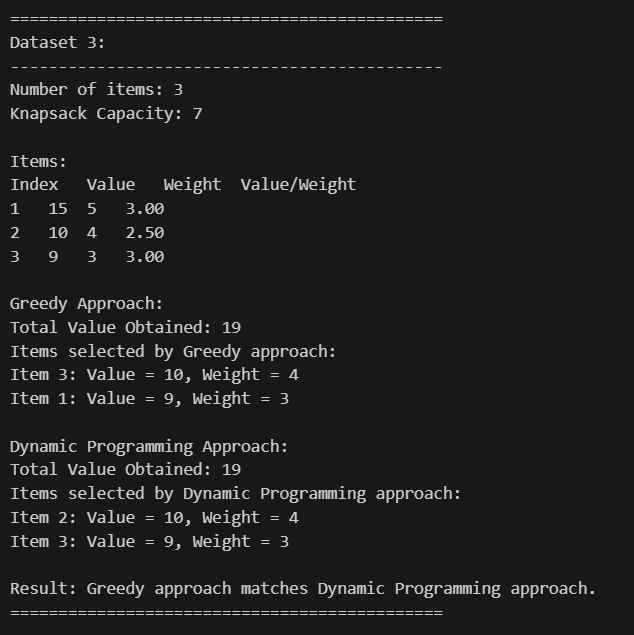 =============================================
Dataset 3:
---------------------------------------------
Number of items: 3
Knapsack Capacity: 7
Items:
Index   Value   Weight  Value/Weight
1   15  5   3.00
2   10  4   2.50
3   9   3   3.00
Greedy Approach:
Total Value Obtained: 19
Items selected by Greedy approach:
Item 3: Value = 10, Weight = 4
Item 1: Value = 9, Weight = 3
Dynamic Programming Approach:
Total Value Obtained: 19
Items selected by Dynamic Programming approach:
Item 2: Value = 10, Weight = 4
Item 3: Value = 9, Weight = 3
Result: Greedy approach matches Dynamic Programming approach.
=============================================